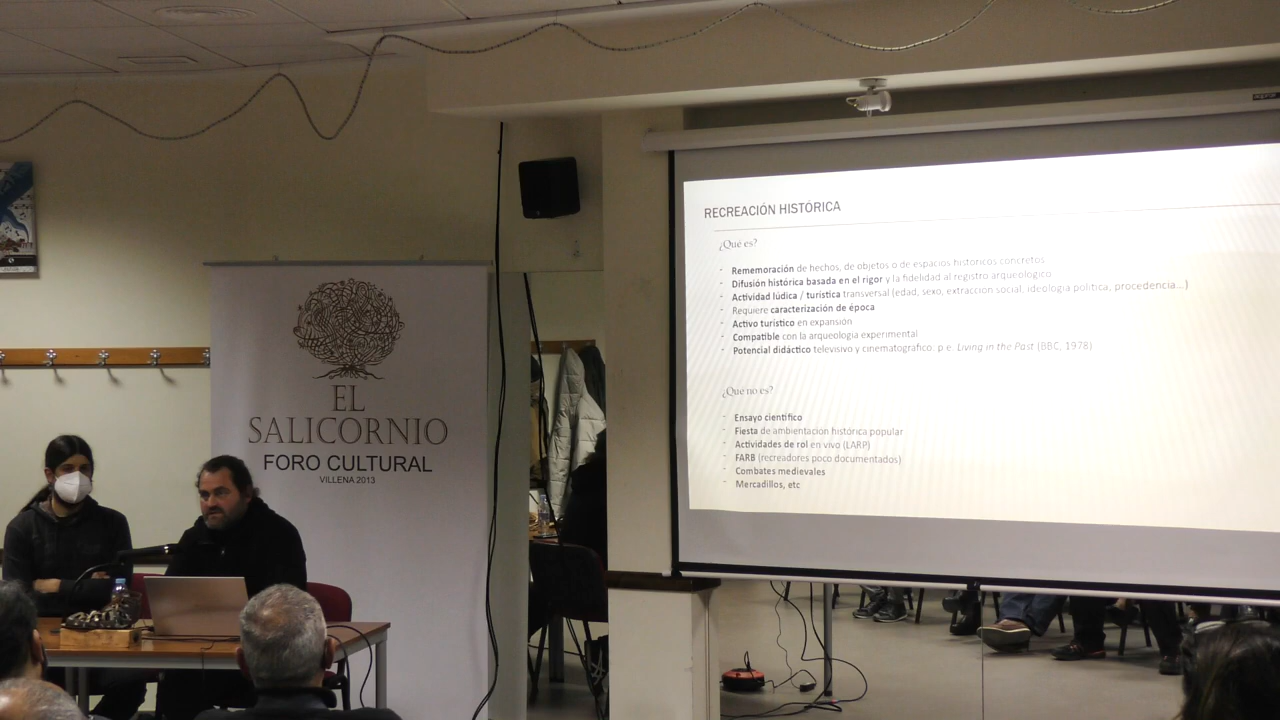 EL
SALICORNIO
FORO CULTURAL
VILLENA 2013
RECREACIÓN HISTÓRICA
¿Qué es?
- Rememoración de hechos, de objetos o de espacios históricos concretos
- Difusión histórica basada en el rigor y la fidelidad al registro arqueológico
- Actividad lúdica / turística transversal (edad, sexo, extracción social, ideología política, procedencia...)
- Requiere caracterización de época
- Activo turístico en expansión
- Compatible con la arqueología experimental
- Potencial didáctico televisivo y cinematográfico: p.e. Living in the Past (BBC, 1978)
¿Qué no es?
- Ensayo científico
- Fiesta de ambientación histórica popular
- Actividades de rol en vivo (LARP)
- FARB (recreadores poco documentados)
- Combates medievales
- Mercadillos, etc